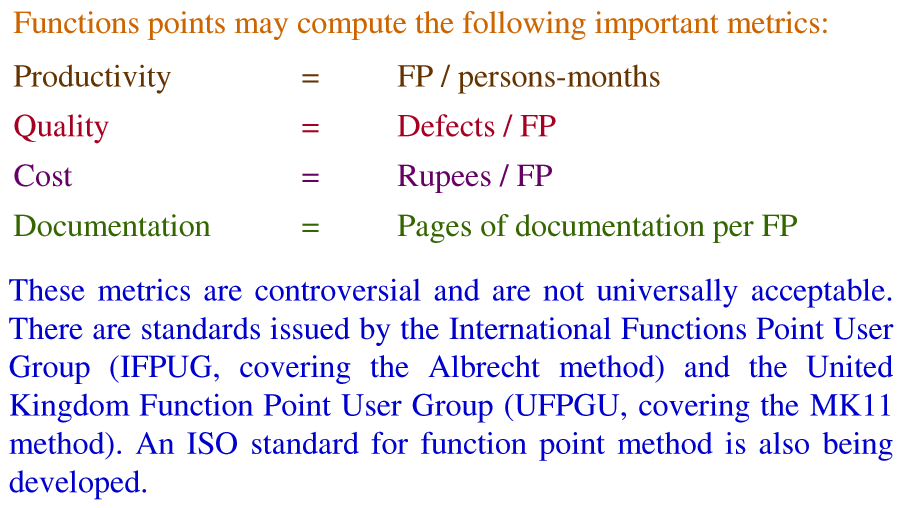 Functions points may compute the following important metrics:
Productivity = FP / persons-months
Quality = Defects / FP
Cost = Rupees / FP
Documentation = Pages of documentation per FP
These metrics are controversial and are not universally acceptable.
There are standards issued by the International Functions Point User
Group (IFPUG, covering the Albrecht method) and the United
Kingdom Function Point User Group (UFPGU, covering the MK11
method). An ISO standard for function point method is also being
developed.